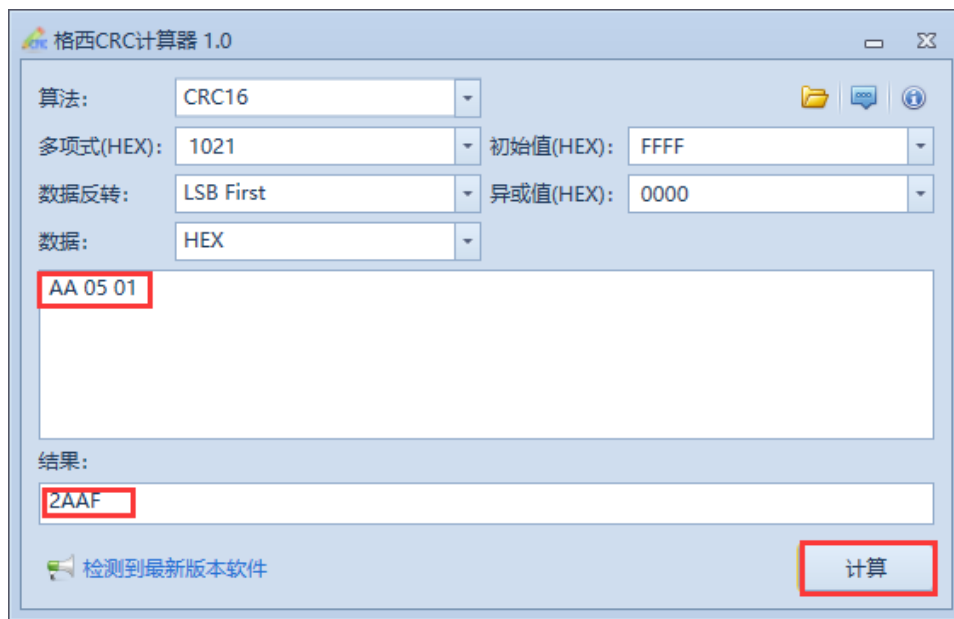 格西CRC计算器 1.0
算法: CRC16
多项式(HEX): 1021 初始值(HEX): FFFF
数据反转: LSB First 异或值(HEX): 0000
数据: HEX
AA 05 01
结果:
2AAF
检测到最新版本软件 计算